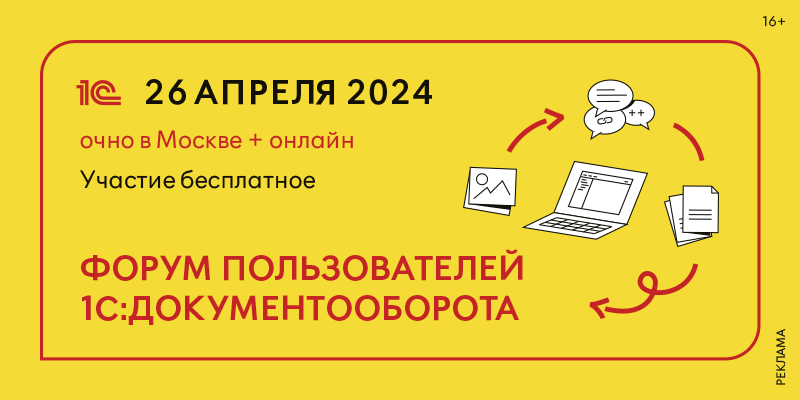 16+
1С 26 АПРЕЛЯ 2024
очно в Москве + онлайн
Участие бесплатное
ФОРУМ ПОЛЬЗОВАТЕЛЕЙ
1С:ДОКУМЕНТООБОРОТА
РЕКЛАМА